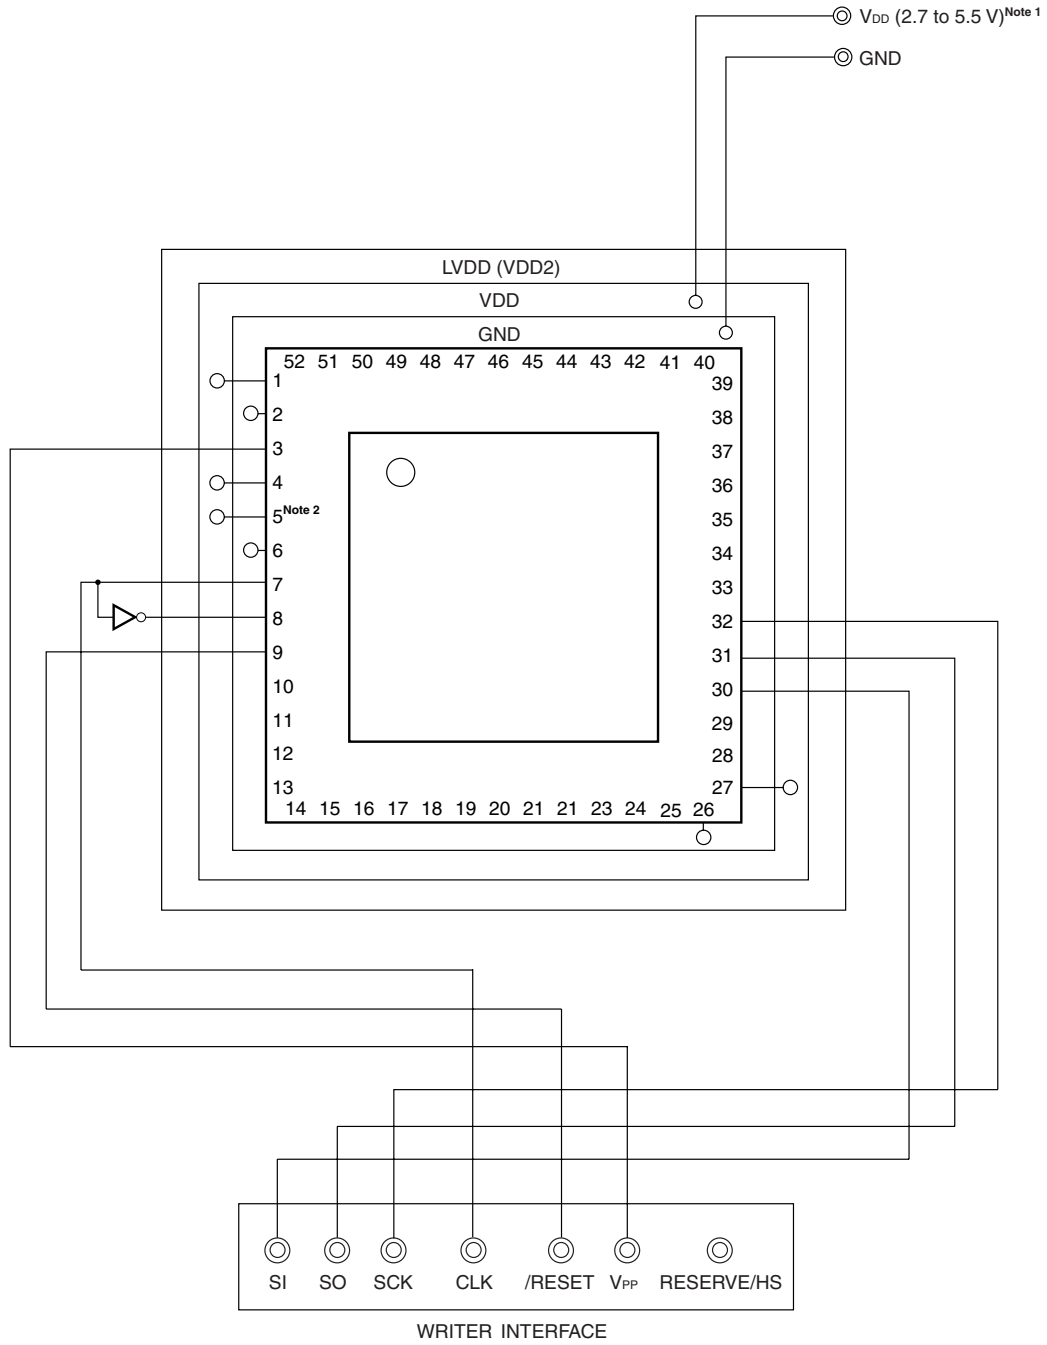 VDD (2.7 to 5.5 V)Note 1
GND
LVDD (VDD2)
VDD
GND
52 51 50 49 48 47 46 45 44 43 42 41 40
1
2
3
4
5Note 2
6
7
8
9
10
11
12
13
39
38
37
36
35
34
33
32
31
30
29
28
27
14 15 16 17 18 19 20 21 21 23 24 25 26
SI SO SCK CLK /RESET VPP RESERVE/HS
WRITER INTERFACE